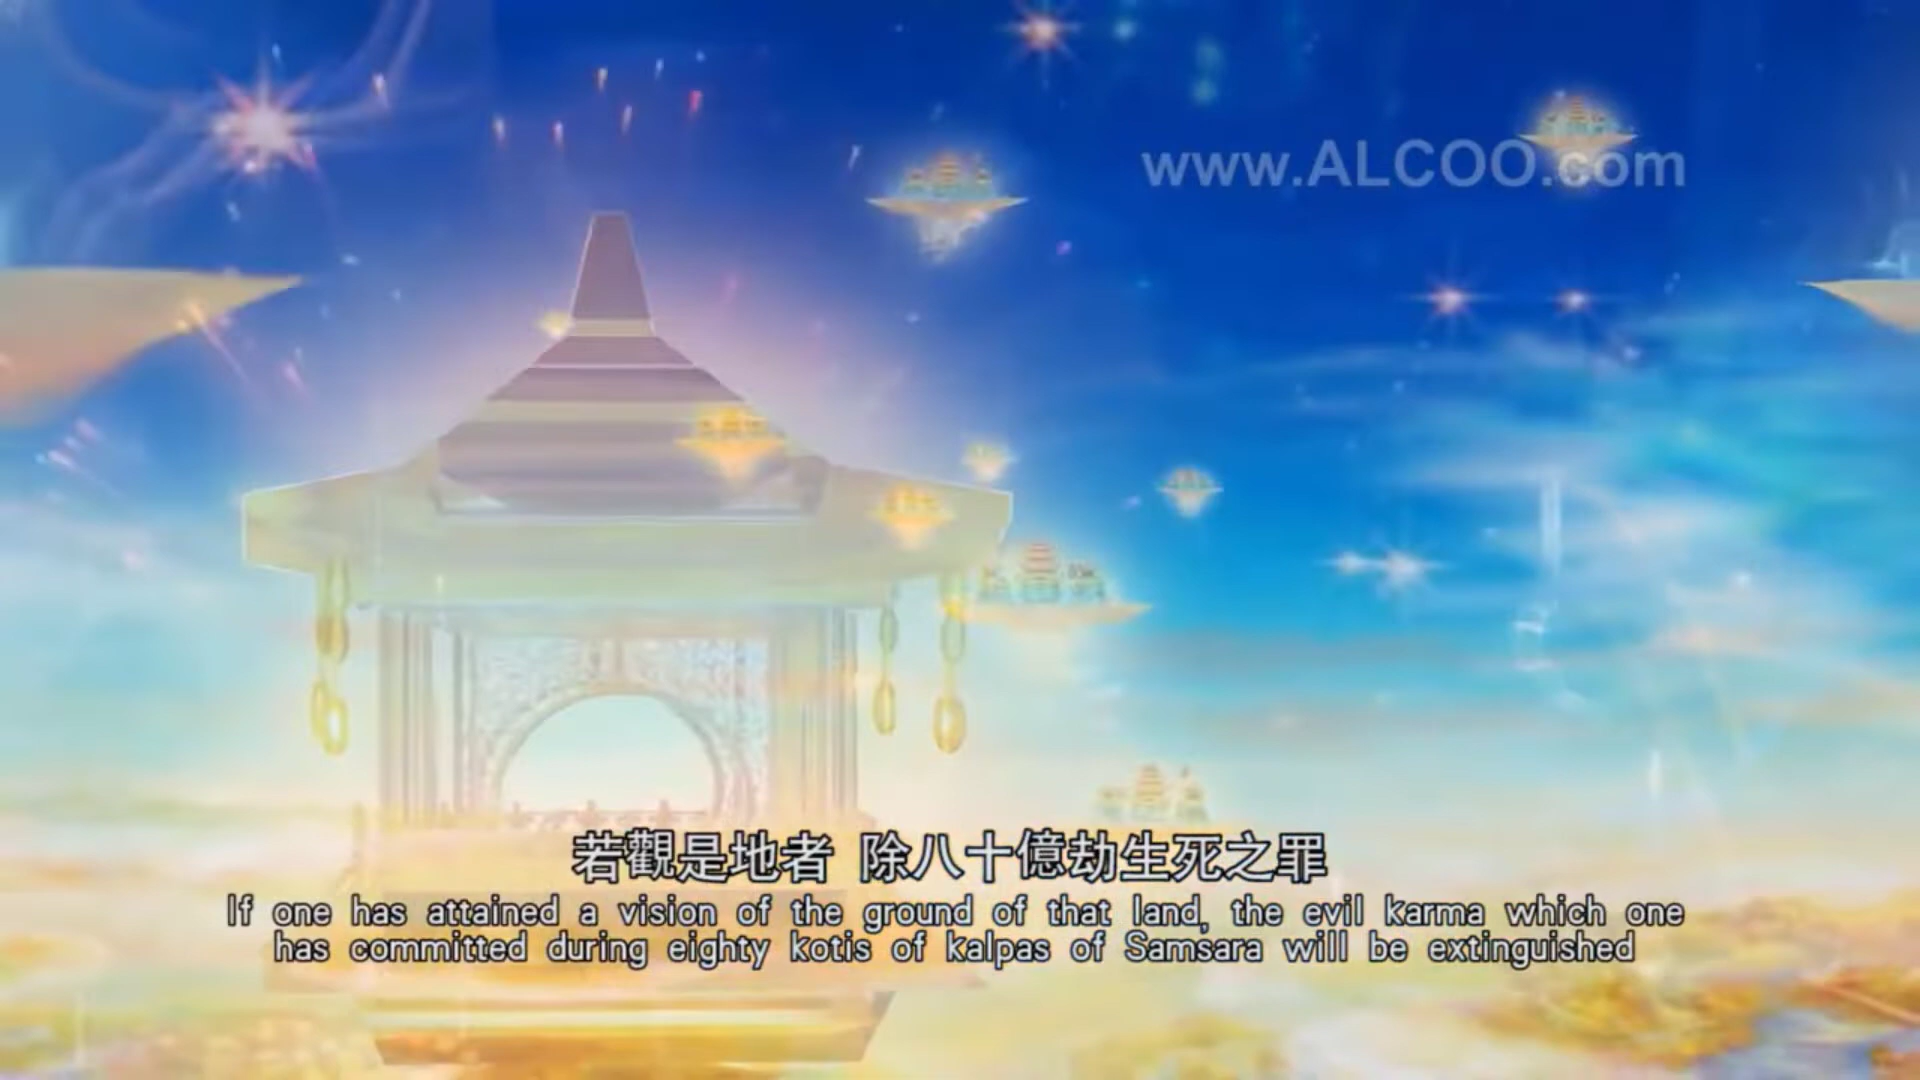 www.ALCOO.com
若觀是地者 除八十億劫生死之罪
If one has attained a vision of the ground of that land, the evil karma which one
has committed during eighty kotis of kalpas of Samsara will be extinguished